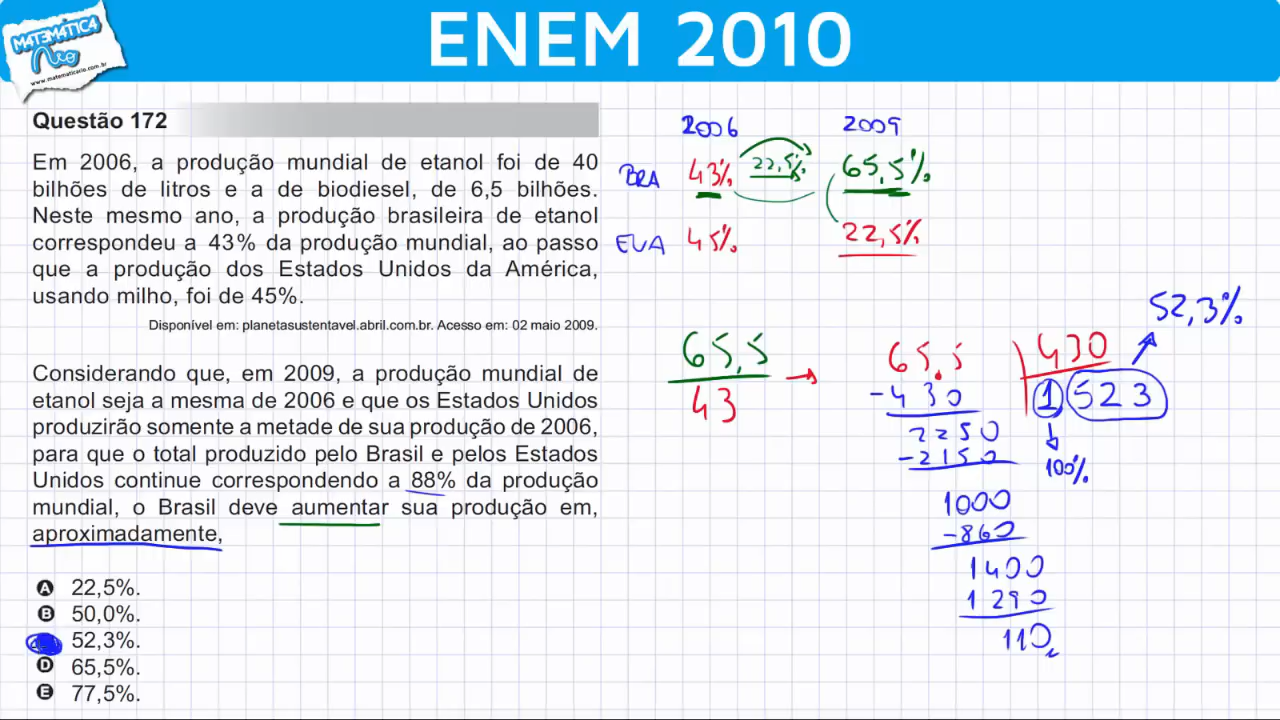 MATEMÁTICA
Rio
www.matematicario.com.br
ENEM 2010
Questão 172
Em 2006, a produção mundial de etanol foi de 40
bilhões de litros e a de biodiesel, de 6,5 bilhões.
Neste mesmo ano, a produção brasileira de etanol
correspondeu a 43% da produção mundial, ao passo
que a produção dos Estados Unidos da América,
usando milho, foi de 45%.
Disponível em: planetasustentavel.abril.com.br. Acesso em: 02 maio 2009.
Considerando que, em 2009, a produção mundial de
etanol seja a mesma de 2006 e que os Estados Unidos
produzirão somente a metade de sua produção de 2006,
para que o total produzido pelo Brasil e pelos Estados
Unidos continue correspondendo a 88% da produção
mundial, o Brasil deve aumentar sua produção em,
aproximadamente,
A 22,5%.
B 50,0%.
52,3%.
D 65,5%.
E 77,5%.
2006 2009
BRA 43% 22,5% 65,5%
EUA 45% 22,5%
52,3%
65,5
43
65,5 430
-430 1 523
2250
-2150 100%
1000
-860
1400
1290
110